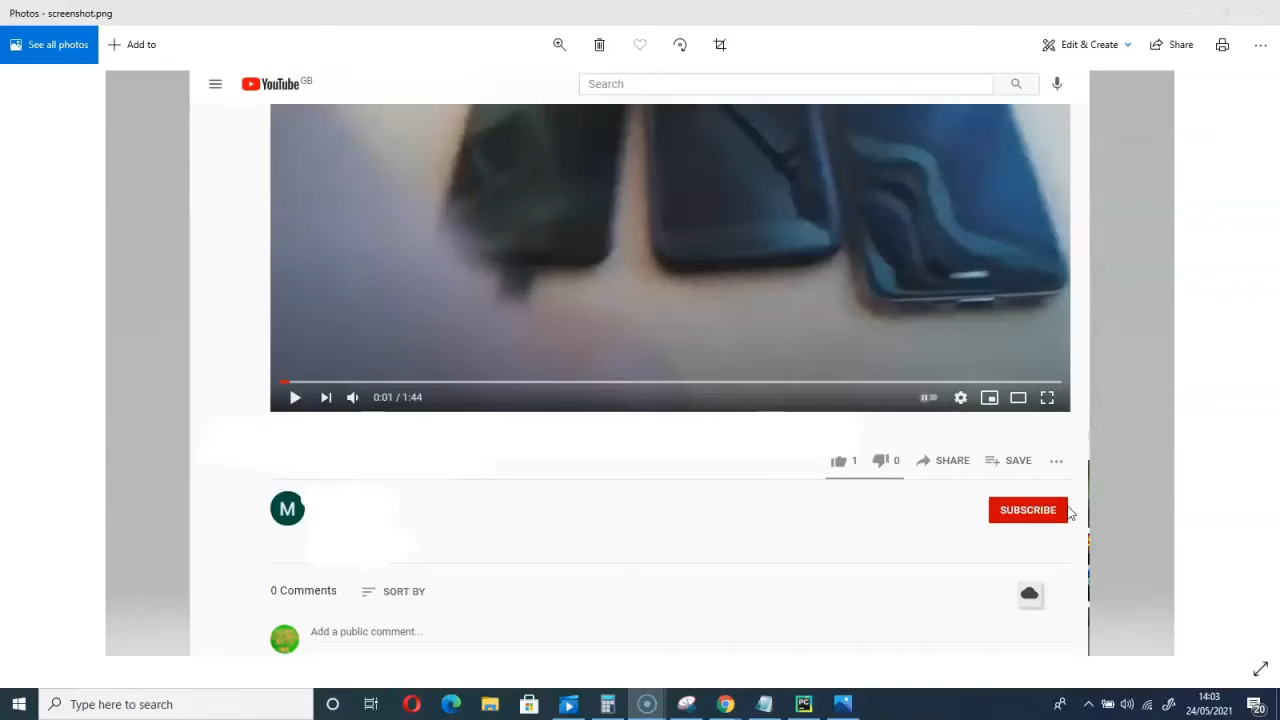 Photos - screenshot.png
See all photos
Add to
Edit & Create
Share
YouTube GB
Search
0:01 / 1:44
1
0
SHARE
SAVE
M
SUBSCRIBE
0 Comments
SORT BY
Add a public comment...
Type here to search
PC
14:03
24/05/2021
20